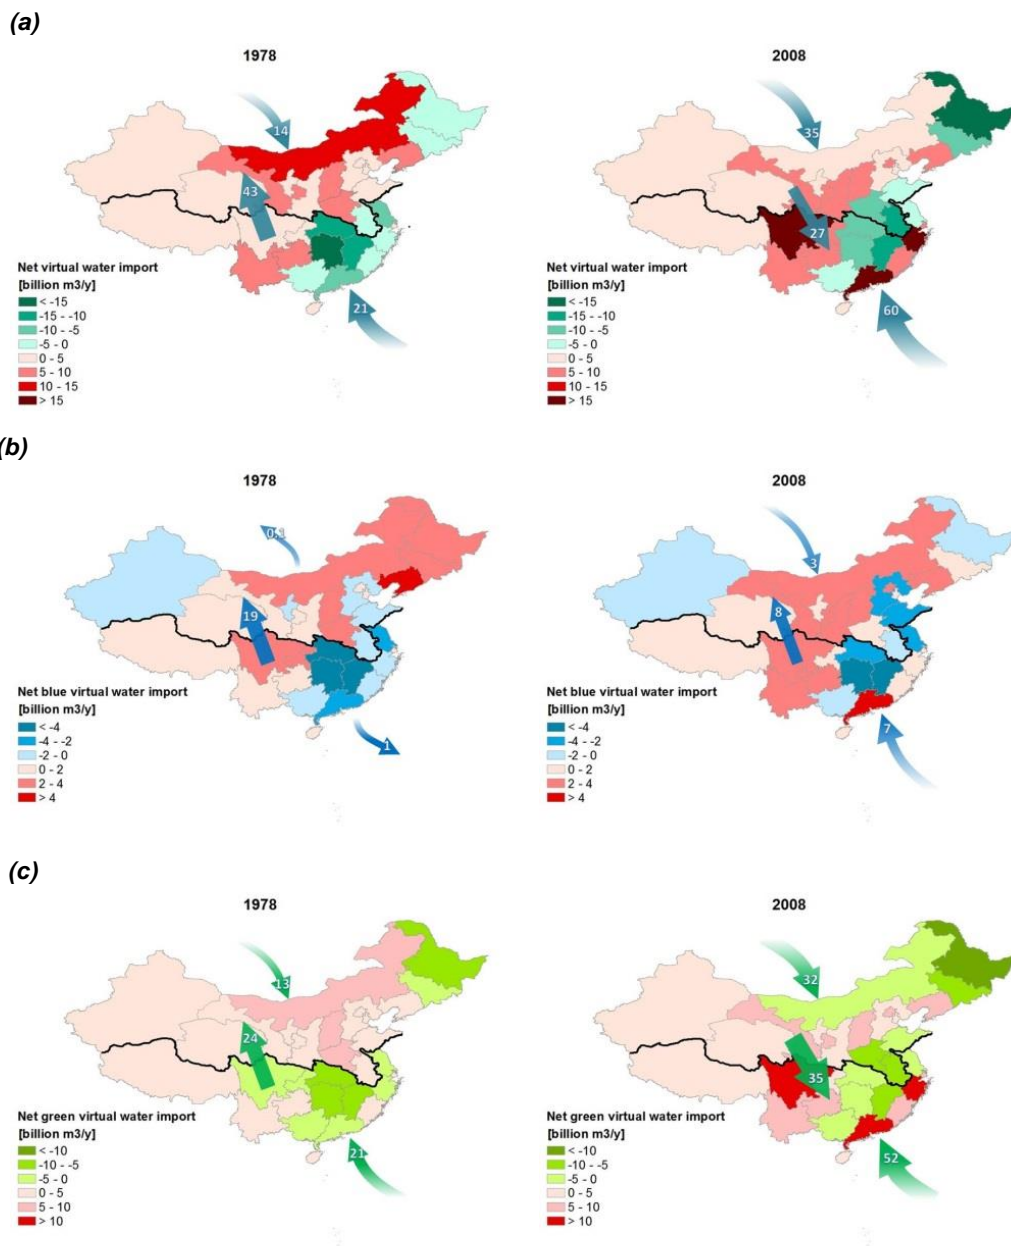 (a)
1978
2008
14
43
21
35
27
60
Net virtual water import
[billion m3/y]
< -15
-15 - -10
-10 - -5
-5 - 0
0 - 5
5 - 10
10 - 15
> 15
Net virtual water import
[billion m3/y]
< -15
-15 - -10
-10 - -5
-5 - 0
0 - 5
5 - 10
10 - 15
> 15
(b)
1978
2008
0.1
19
1
3
8
7
Net blue virtual water import
[billion m3/y]
< -4
-4 - -2
-2 - 0
0 - 2
2 - 4
> 4
Net blue virtual water import
[billion m3/y]
< -4
-4 - -2
-2 - 0
0 - 2
2 - 4
> 4
(c)
1978
2008
13
24
21
32
35
52
Net green virtual water import
[billion m3/y]
< -10
-10 - -5
-5 - 0
0 - 5
5 - 10
> 10
Net green virtual water import
[billion m3/y]
< -10
-10 - -5
-5 - 0
0 - 5
5 - 10
> 10